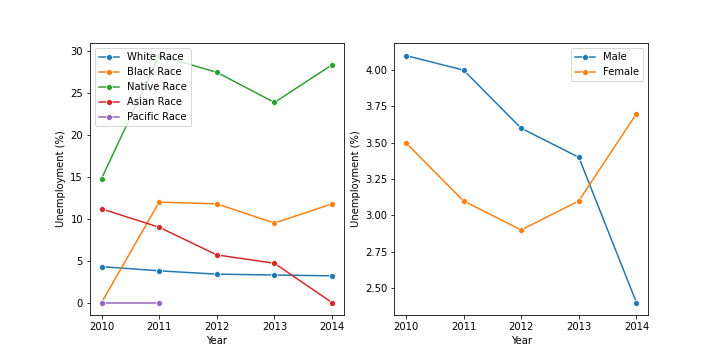 30
25
20
15
10
5
0
Unemployment (%)
White Race
Black Race
Native Race
Asian Race
Pacific Race
2010 2011 2012 2013 2014
Year
4.00
3.75
3.50
3.25
3.00
2.75
2.50
Unemployment (%)
Male
Female
2010 2011 2012 2013 2014
Year